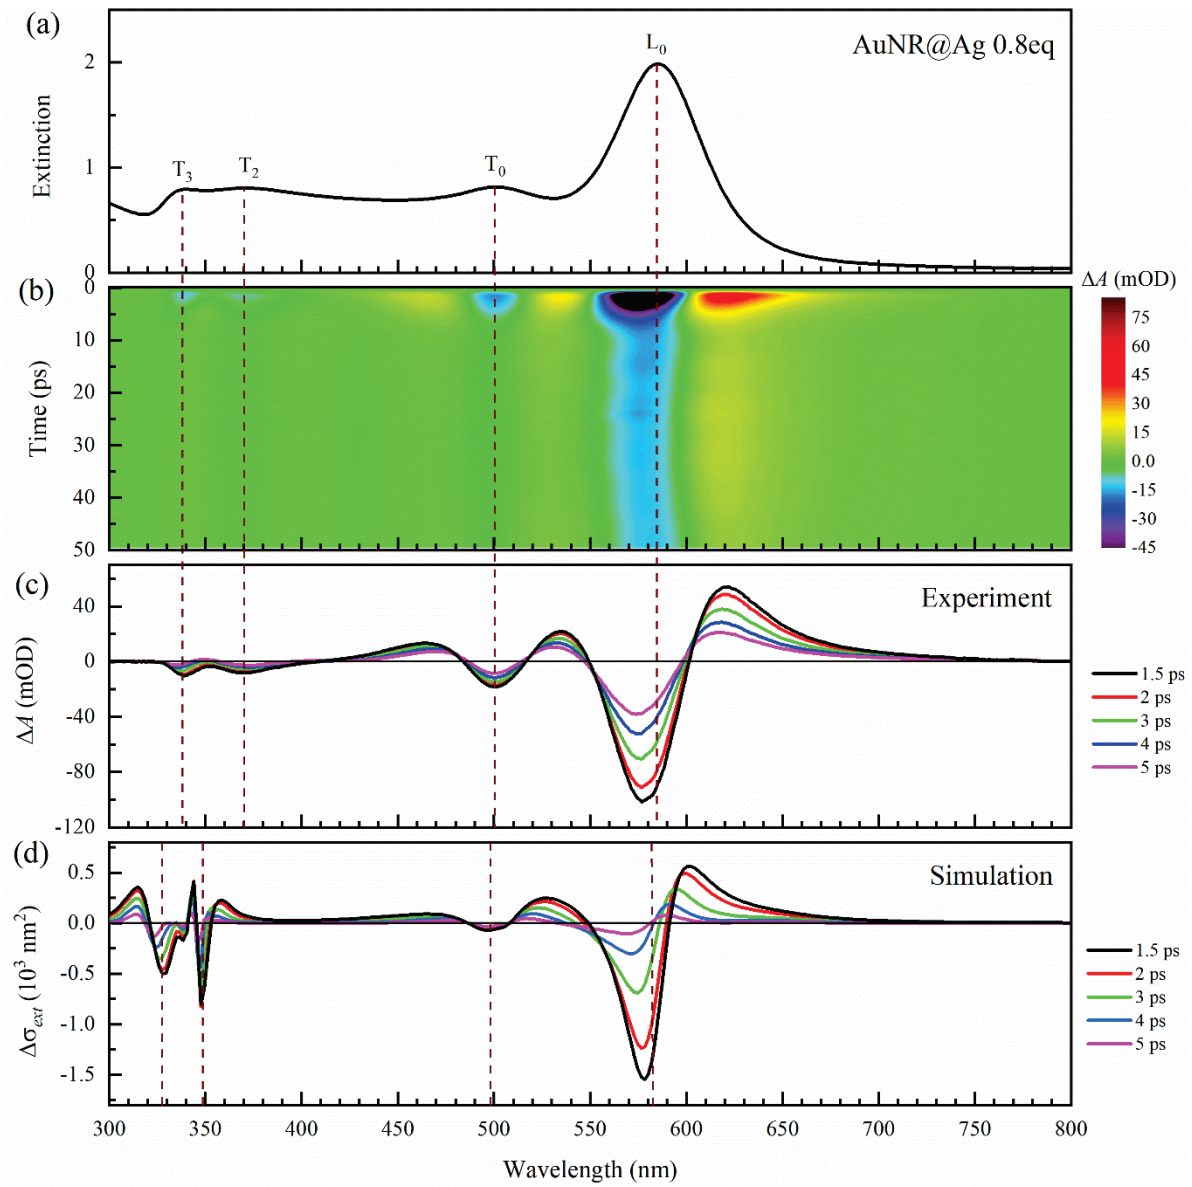 (a)
AuNR@Ag 0.8eq
L0
T3
T2
T0
Extinction
2
1
0
(b)
Time (ps)
0
10
20
30
40
50
ΔA (mOD)
75
60
45
30
15
0.0
-15
-30
-45
(c)
Experiment
ΔA (mOD)
40
0
-40
-80
-120
1.5 ps
2 ps
3 ps
4 ps
5 ps
(d)
Simulation
Δσext (10³ nm²)
0.5
0.0
-0.5
-1.0
-1.5
1.5 ps
2 ps
3 ps
4 ps
5 ps
300 350 400 450 500 550 600 650 700 750 800
Wavelength (nm)